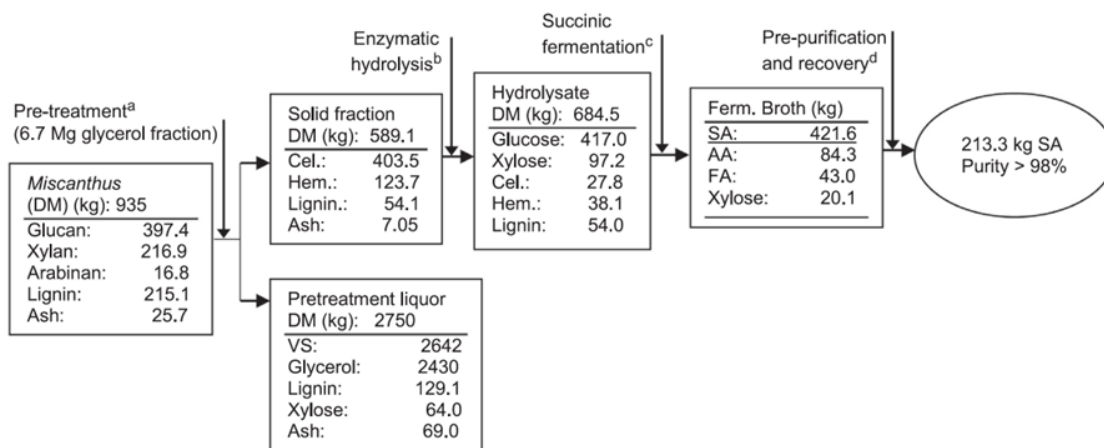 Pre-treatmentᵃ
(6.7 Mg glycerol fraction)
Miscanthus
(DM) (kg): 935
Glucan: 397.4
Xylan: 216.9
Arabinan: 16.8
Lignin: 215.1
Ash: 25.7
Enzymatic
hydrolysisᵇ
Solid fraction
DM (kg): 589.1
Cel.: 403.5
Hem.: 123.7
Lignin.: 54.1
Ash: 7.05
Pretreatment liquor
DM (kg): 2750
VS: 2642
Glycerol: 2430
Lignin: 129.1
Xylose: 64.0
Ash: 69.0
Succinic
fermentationᶜ
Hydrolysate
DM (kg): 684.5
Glucose: 417.0
Xylose: 97.2
Cel.: 27.8
Hem.: 38.1
Lignin: 54.0
Pre-purification
and recoveryᵈ
Ferm. Broth (kg)
SA: 421.6
AA: 84.3
FA: 43.0
Xylose: 20.1
213.3 kg SA
Purity > 98%